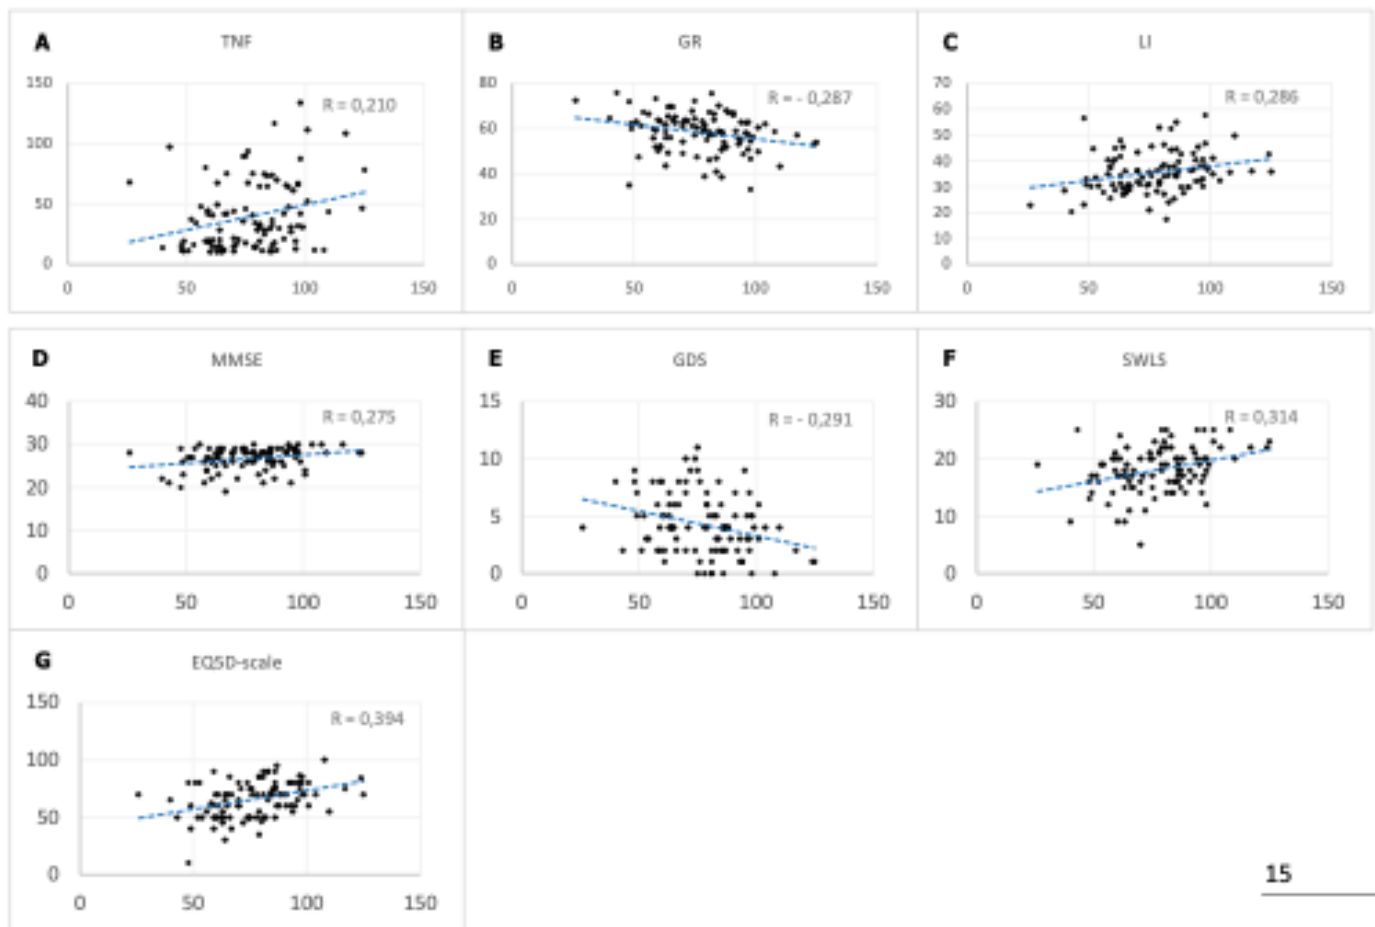 A TNF
150
R = 0,210
100
50
0
0 50 100 150
B GR
80
R = - 0,287
60
40
20
0
0 50 100 150
C LI
70
R = 0,286
60
50
40
30
20
10
0
0 50 100 150
D MMSE
40
R = 0,275
30
20
10
0
0 50 100 150
E GDS
15
R = - 0,291
10
5
0
0 50 100 150
F SWLS
30
R = 0,314
20
10
0
0 50 100 150
G EQ5D-scale
150
R = 0,394
100
50
0
0 50 100 150
15